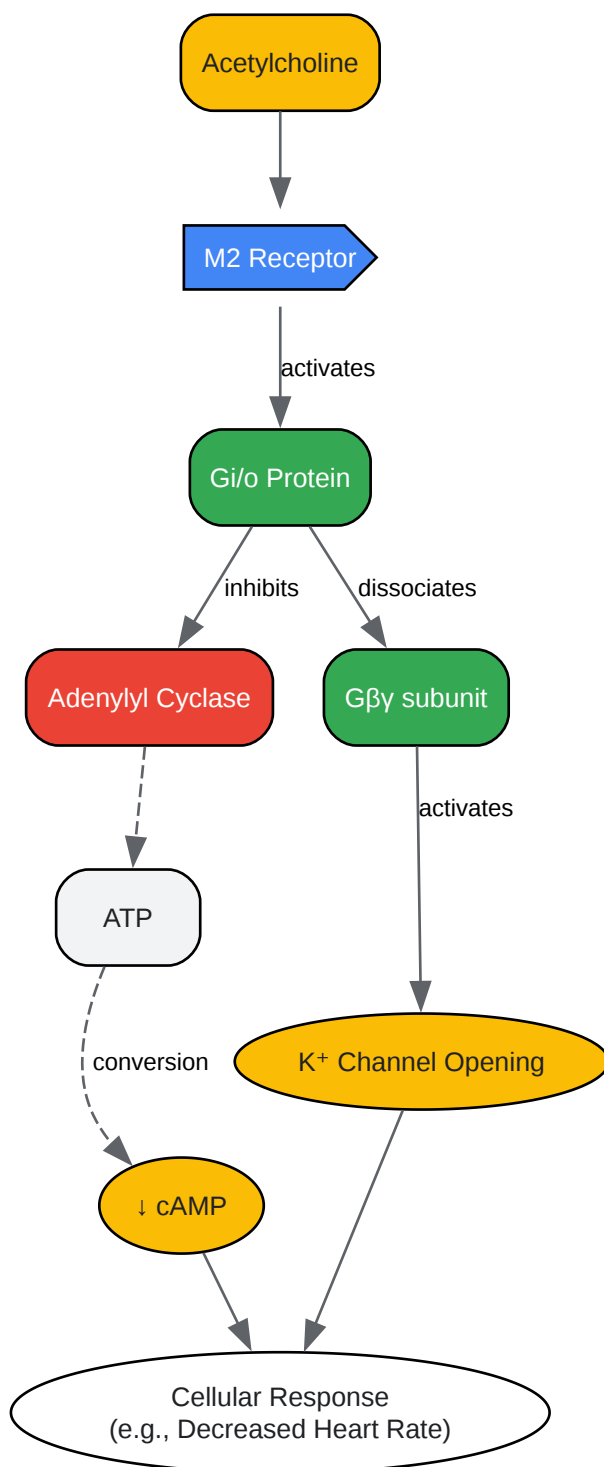 Acetylcholine
M2 Receptor
activates
Gi/o Protein
inhibits
dissociates
Adenylyl Cyclase
Gβγ subunit
activates
ATP
conversion
K⁺ Channel Opening
↓ cAMP
Cellular Response
(e.g., Decreased Heart Rate)